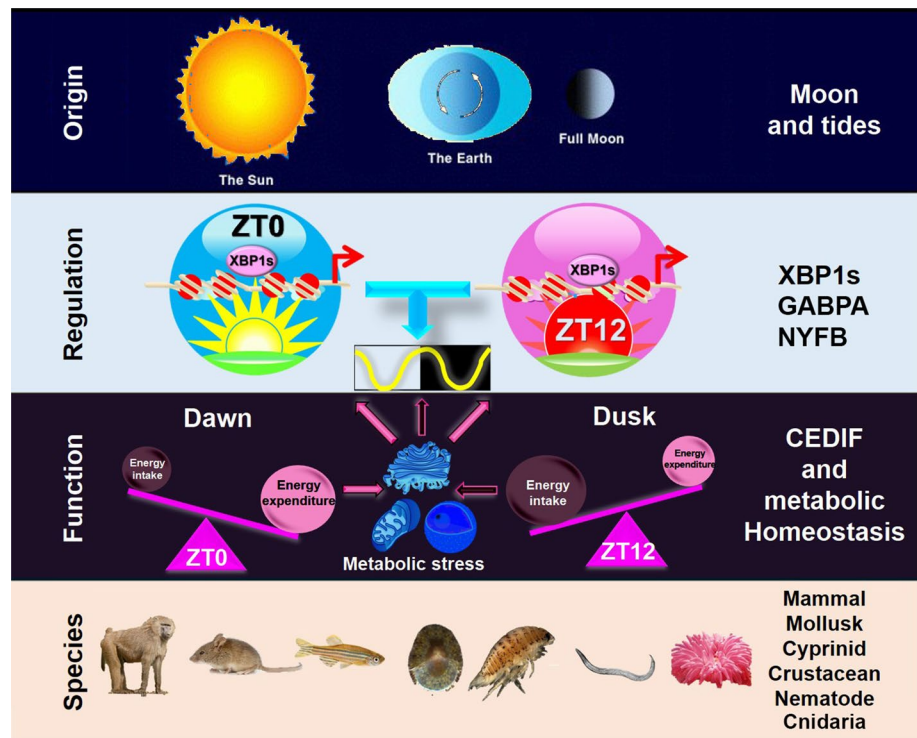 Origin
The Sun
The Earth
Full Moon
Moon
and tides
Regulation
ZT0
XBP1s
XBP1s
ZT12
XBP1s
GABPA
NYFB
Function
Dawn
Energy
intake
Energy
expenditure
ZT0
Metabolic stress
Dusk
Energy
intake
Energy
expenditure
ZT12
CEDIF
and
metabolic
Homeostasis
Species
Mammal
Mollusk
Cyprinid
Crustacean
Nematode
Cnidaria